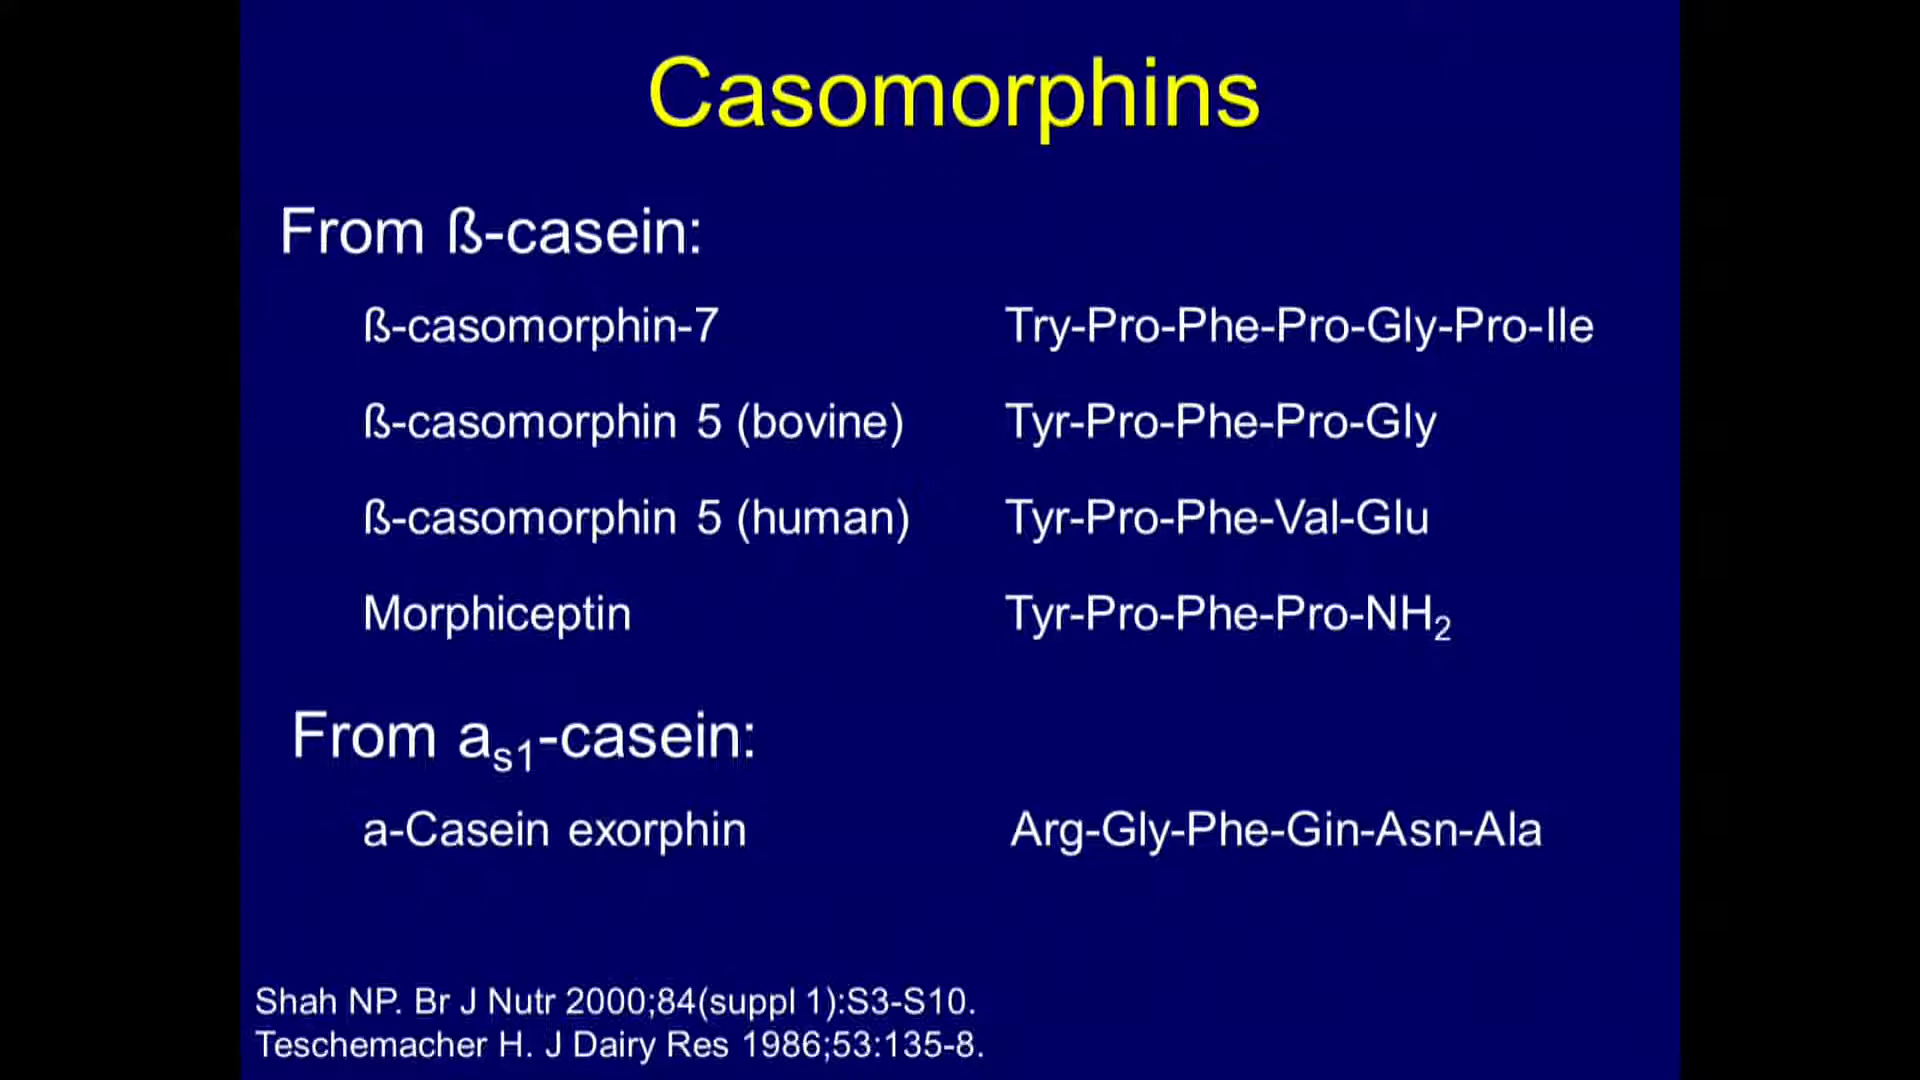 Casomorphins
From ß-casein:
ß-casomorphin-7 Try-Pro-Phe-Pro-Gly-Pro-Ile
ß-casomorphin 5 (bovine) Tyr-Pro-Phe-Pro-Gly
ß-casomorphin 5 (human) Tyr-Pro-Phe-Val-Glu
Morphiceptin Tyr-Pro-Phe-Pro-NH₂
From aₛ₁-casein:
a-Casein exorphin Arg-Gly-Phe-Gin-Asn-Ala
Shah NP. Br J Nutr 2000;84(suppl 1):S3-S10.
Teschemacher H. J Dairy Res 1986;53:135-8.